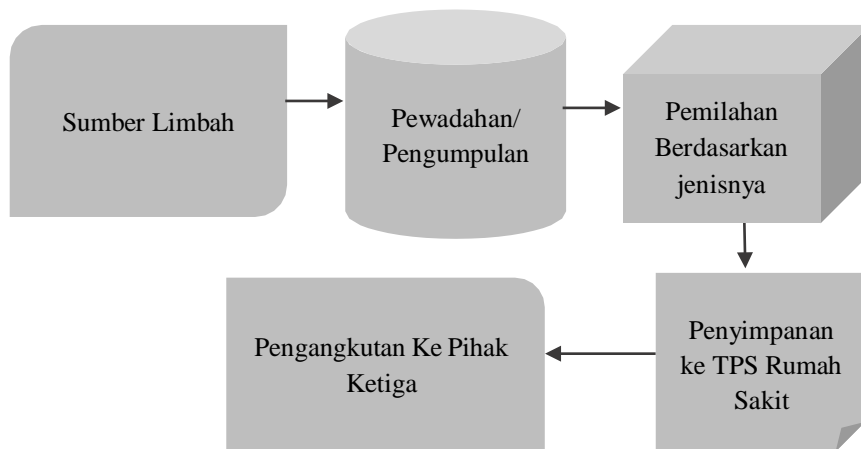 Sumber Limbah
Pewadahan/
Pengumpulan
Pemilahan
Berdasarkan
jenisnya
Penyimpanan
ke TPS Rumah
Sakit
Pengangkutan Ke Pihak
Ketiga